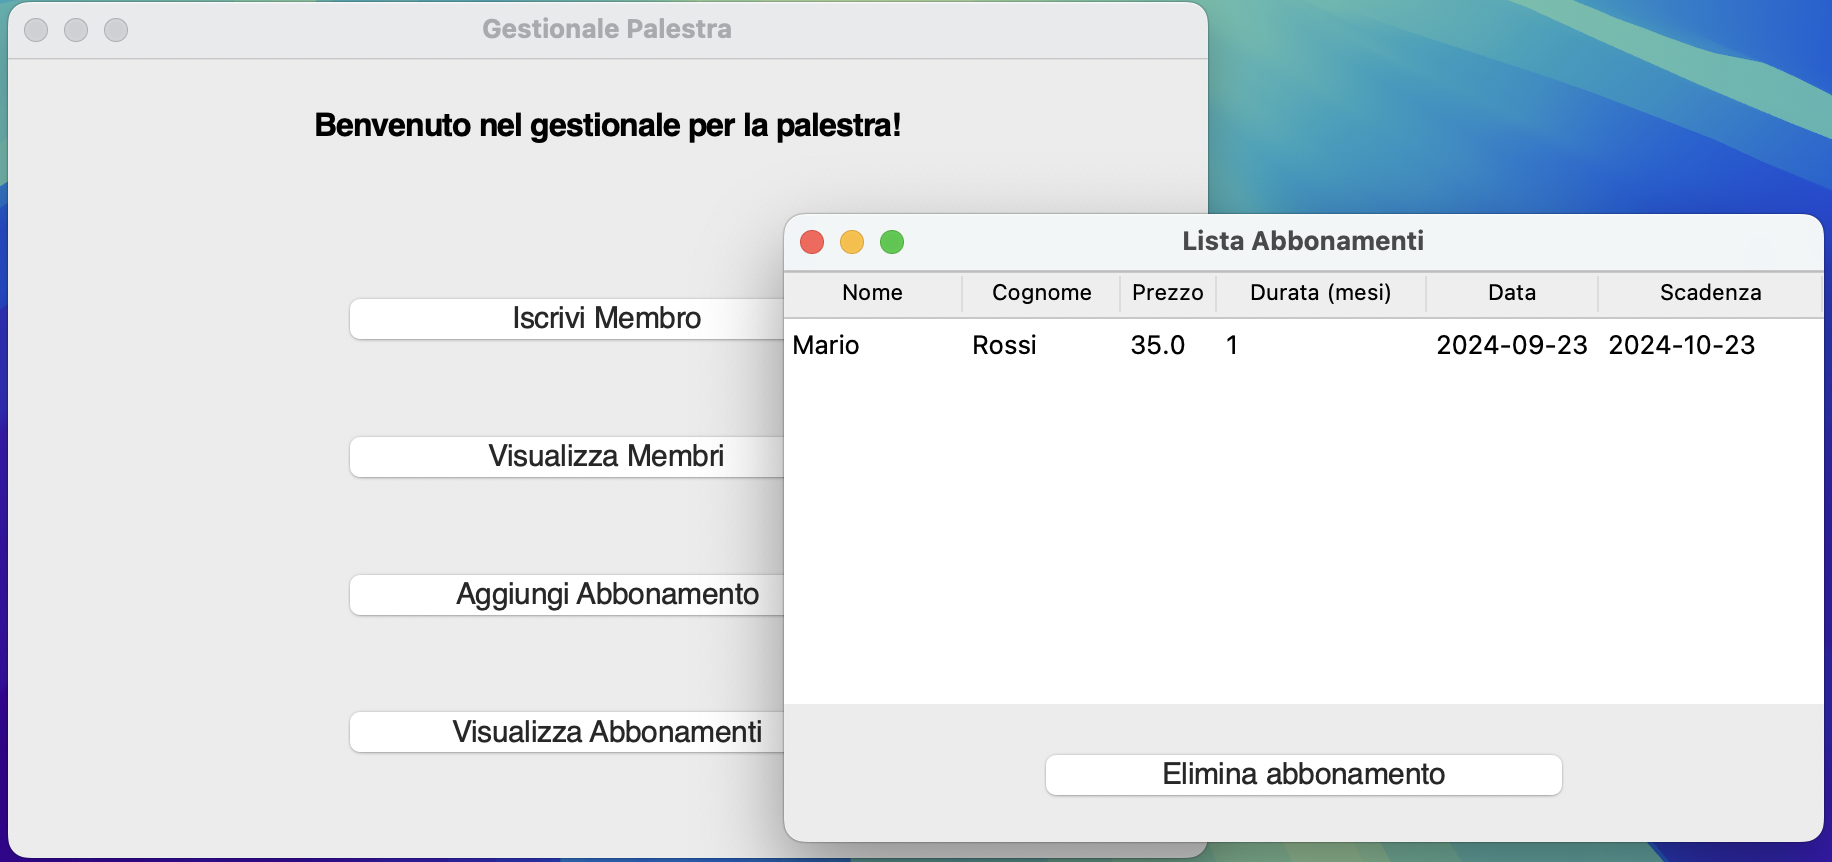 Gestionale Palestra
Benvenuto nel gestionale per la palestra!
Iscrivi Membro
Visualizza Membri
Aggiungi Abbonamento
Visualizza Abbonamenti
Lista Abbonamenti
Nome Cognome Prezzo Durata (mesi) Data Scadenza
Mario Rossi 35.0 1 2024-09-23 2024-10-23
Elimina abbonamento